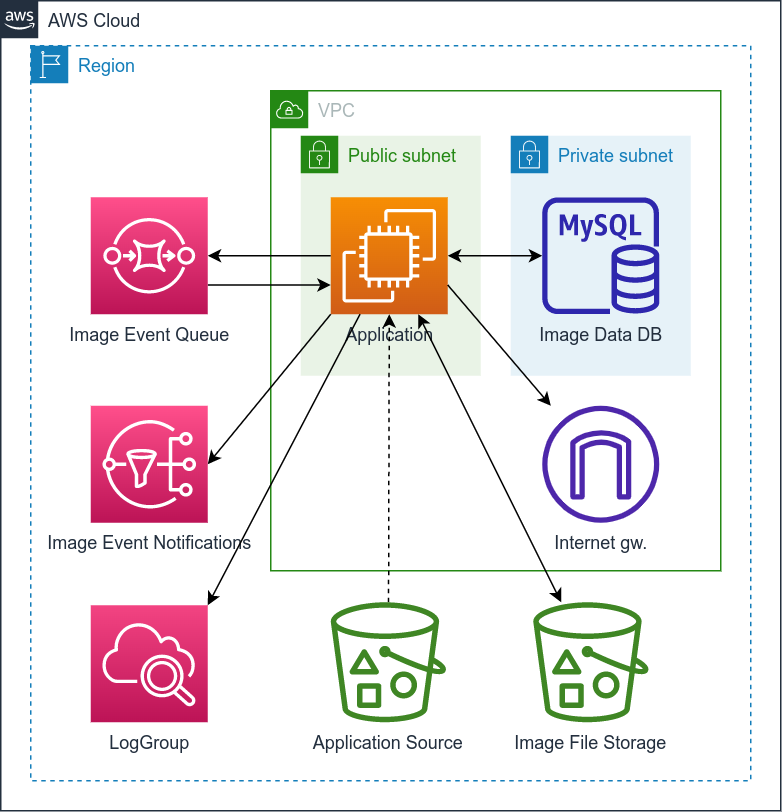 aws
AWS Cloud
Region
VPC
Public subnet
Private subnet
MySQL
Image Event Queue
Application
Image Data DB
Image Event Notifications
Internet gw.
LogGroup
Application Source
Image File Storage